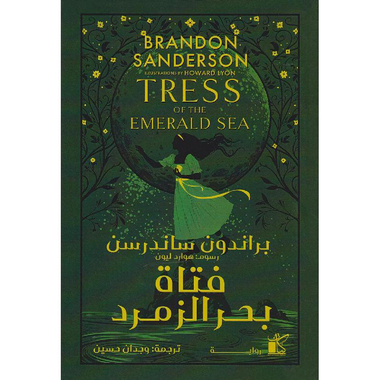 BRANDON
SANDERSON
ILLUSTRATIONS BY HOWARD LYON
TRESS
OF THE
EMERALD SEA
براندون ساندرسن
رسوم: هوارد ليون
فتاة
بحر الزمرد
ترجمة: وجدان حسين
رواية